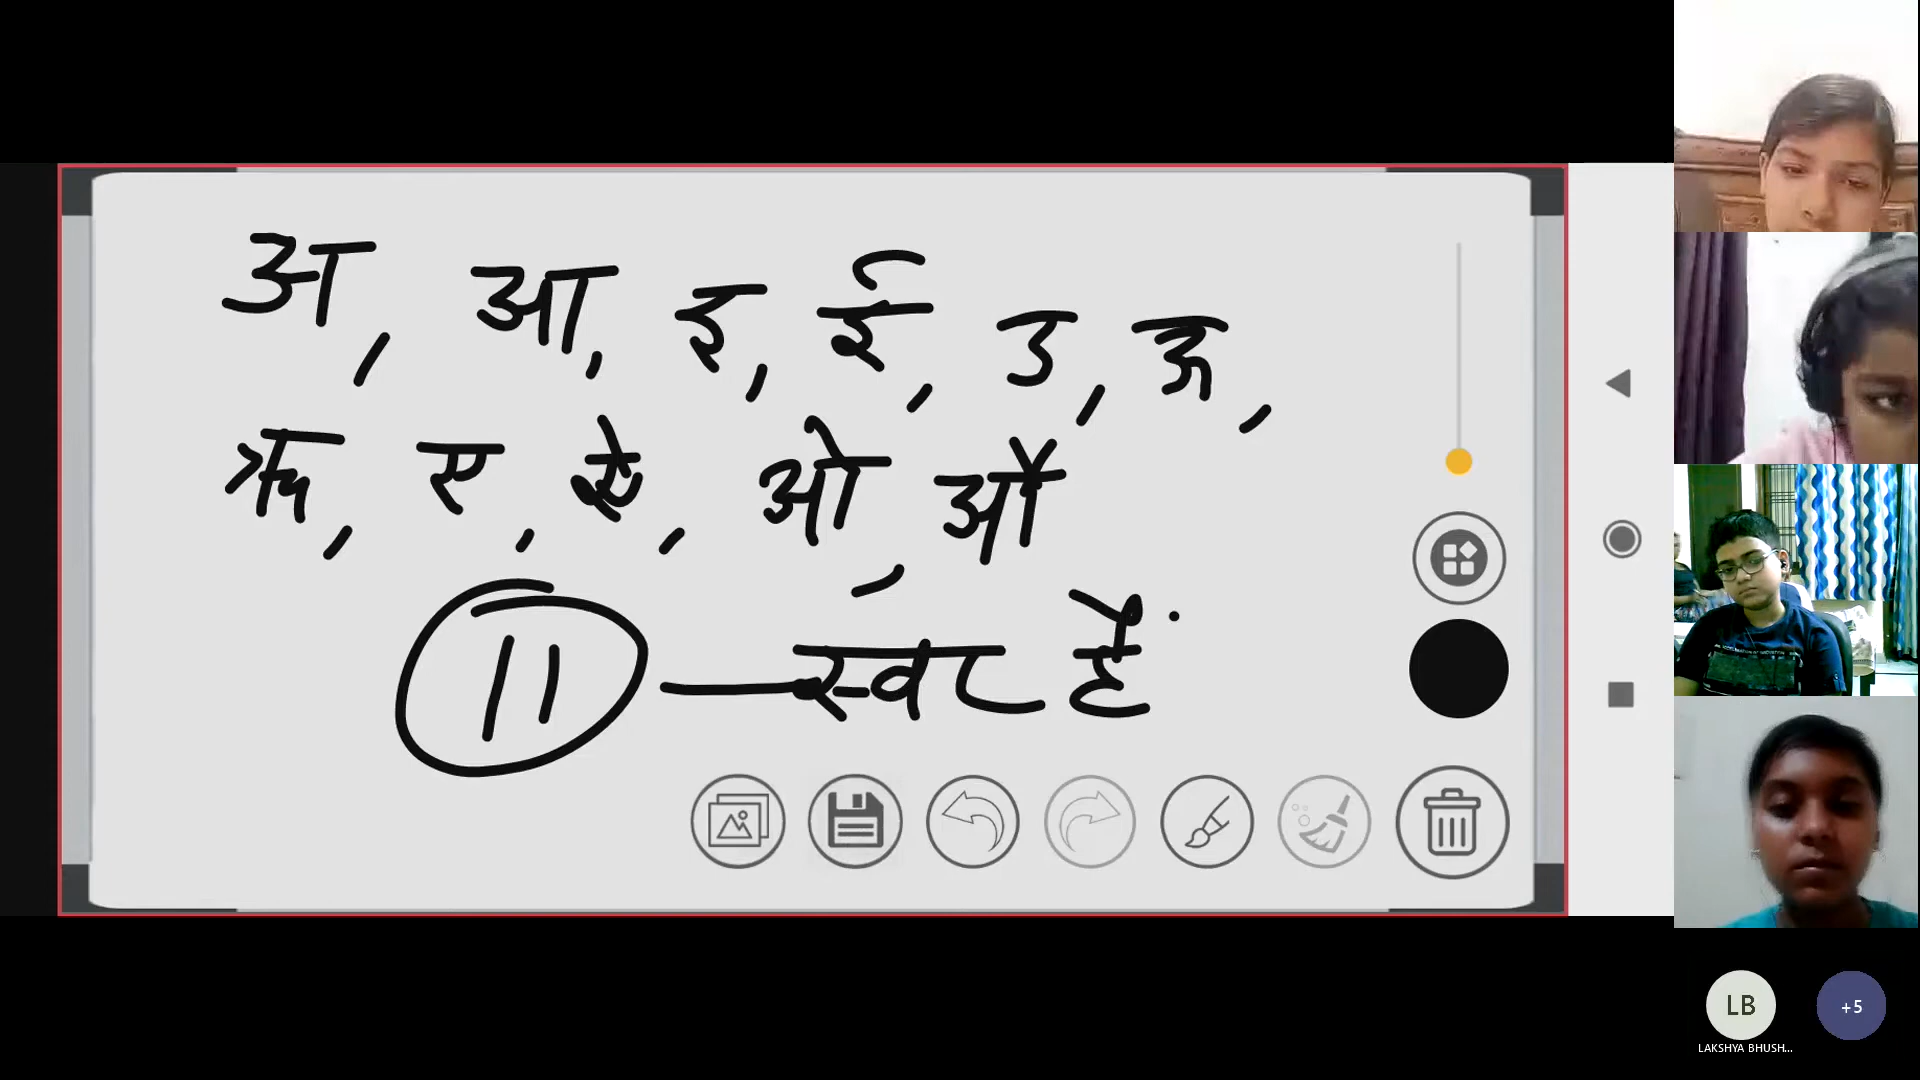 अ, आ, इ, ई, उ, ऊ,
ऋ, ए, ऐ, ओ, औ
11 — स्वर हैं
LB
+5
LAKSHYA BHUSH...